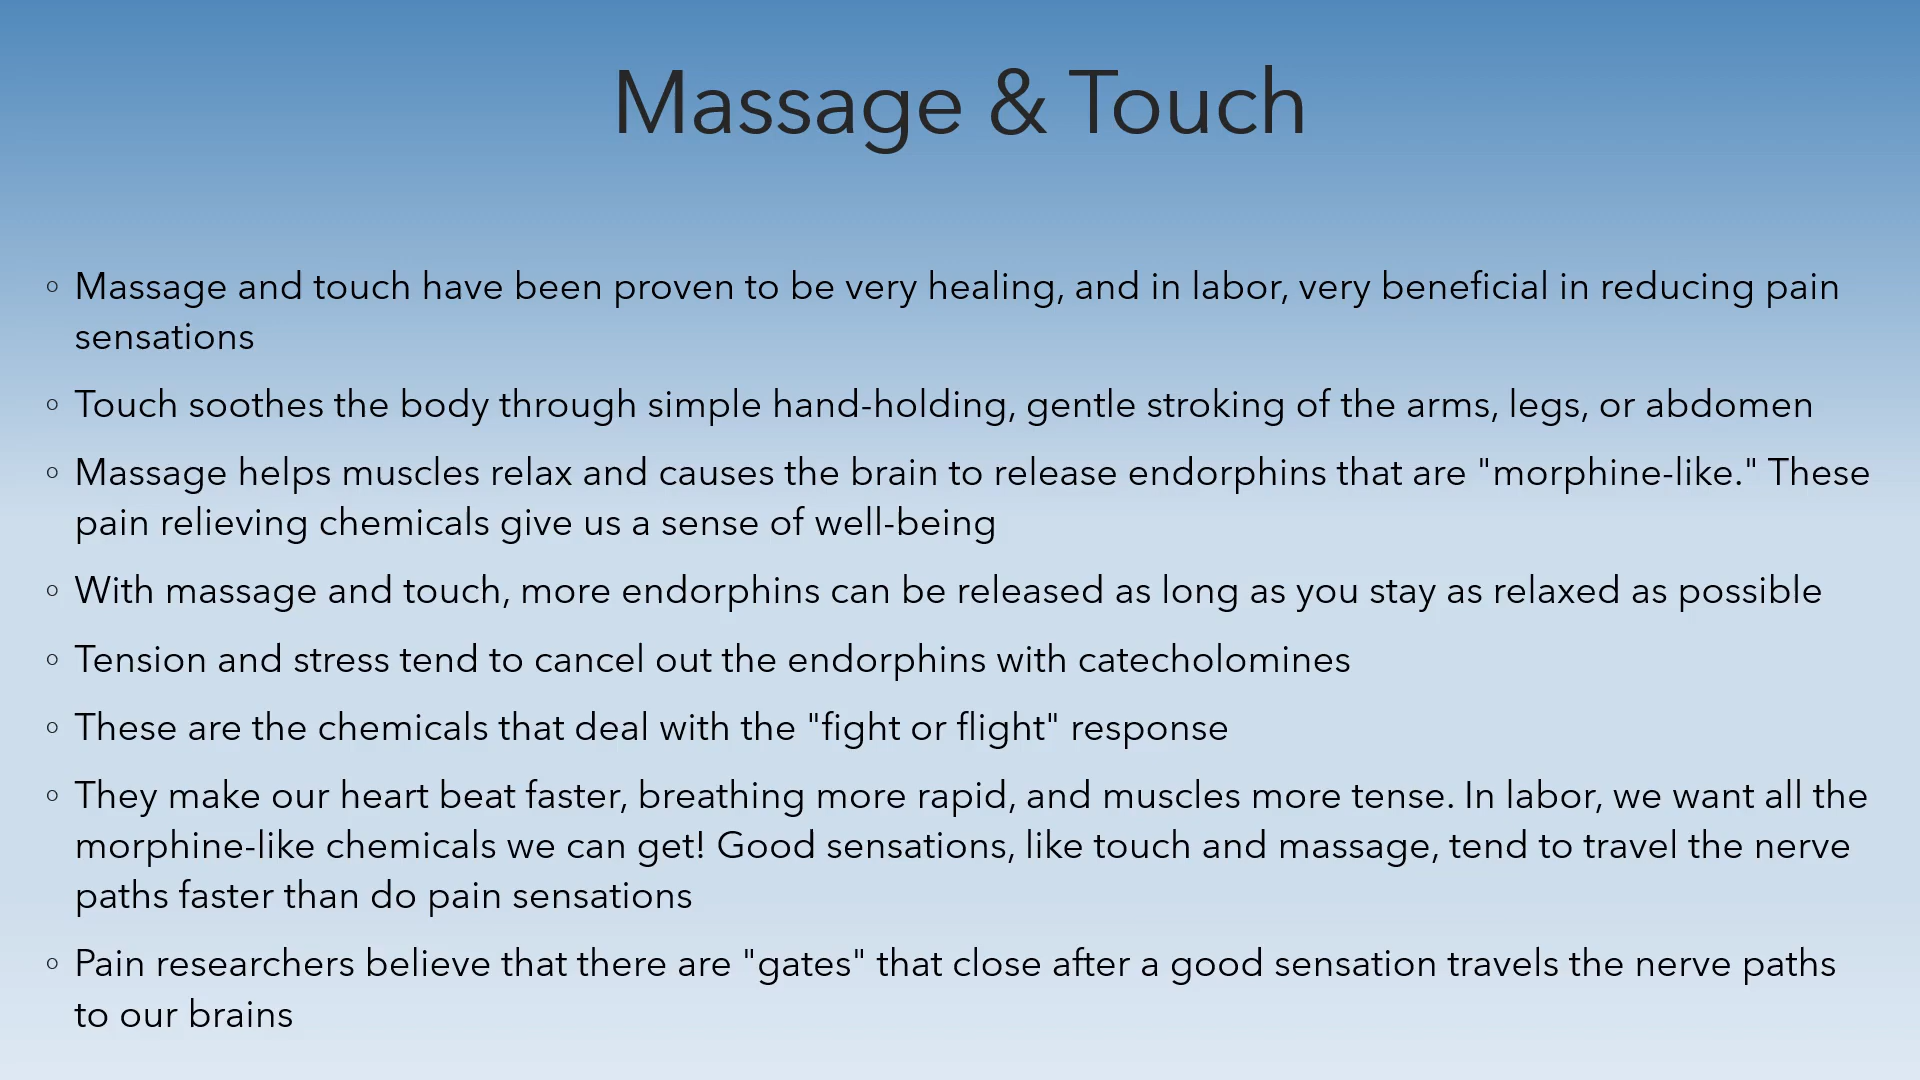 Massage & Touch
◦ Massage and touch have been proven to be very healing, and in labor, very beneficial in reducing pain
sensations
◦ Touch soothes the body through simple hand-holding, gentle stroking of the arms, legs, or abdomen
◦ Massage helps muscles relax and causes the brain to release endorphins that are "morphine-like." These
pain relieving chemicals give us a sense of well-being
◦ With massage and touch, more endorphins can be released as long as you stay as relaxed as possible
◦ Tension and stress tend to cancel out the endorphins with catecholomines
◦ These are the chemicals that deal with the "fight or flight" response
◦ They make our heart beat faster, breathing more rapid, and muscles more tense. In labor, we want all the
morphine-like chemicals we can get! Good sensations, like touch and massage, tend to travel the nerve
paths faster than do pain sensations
◦ Pain researchers believe that there are "gates" that close after a good sensation travels the nerve paths
to our brains